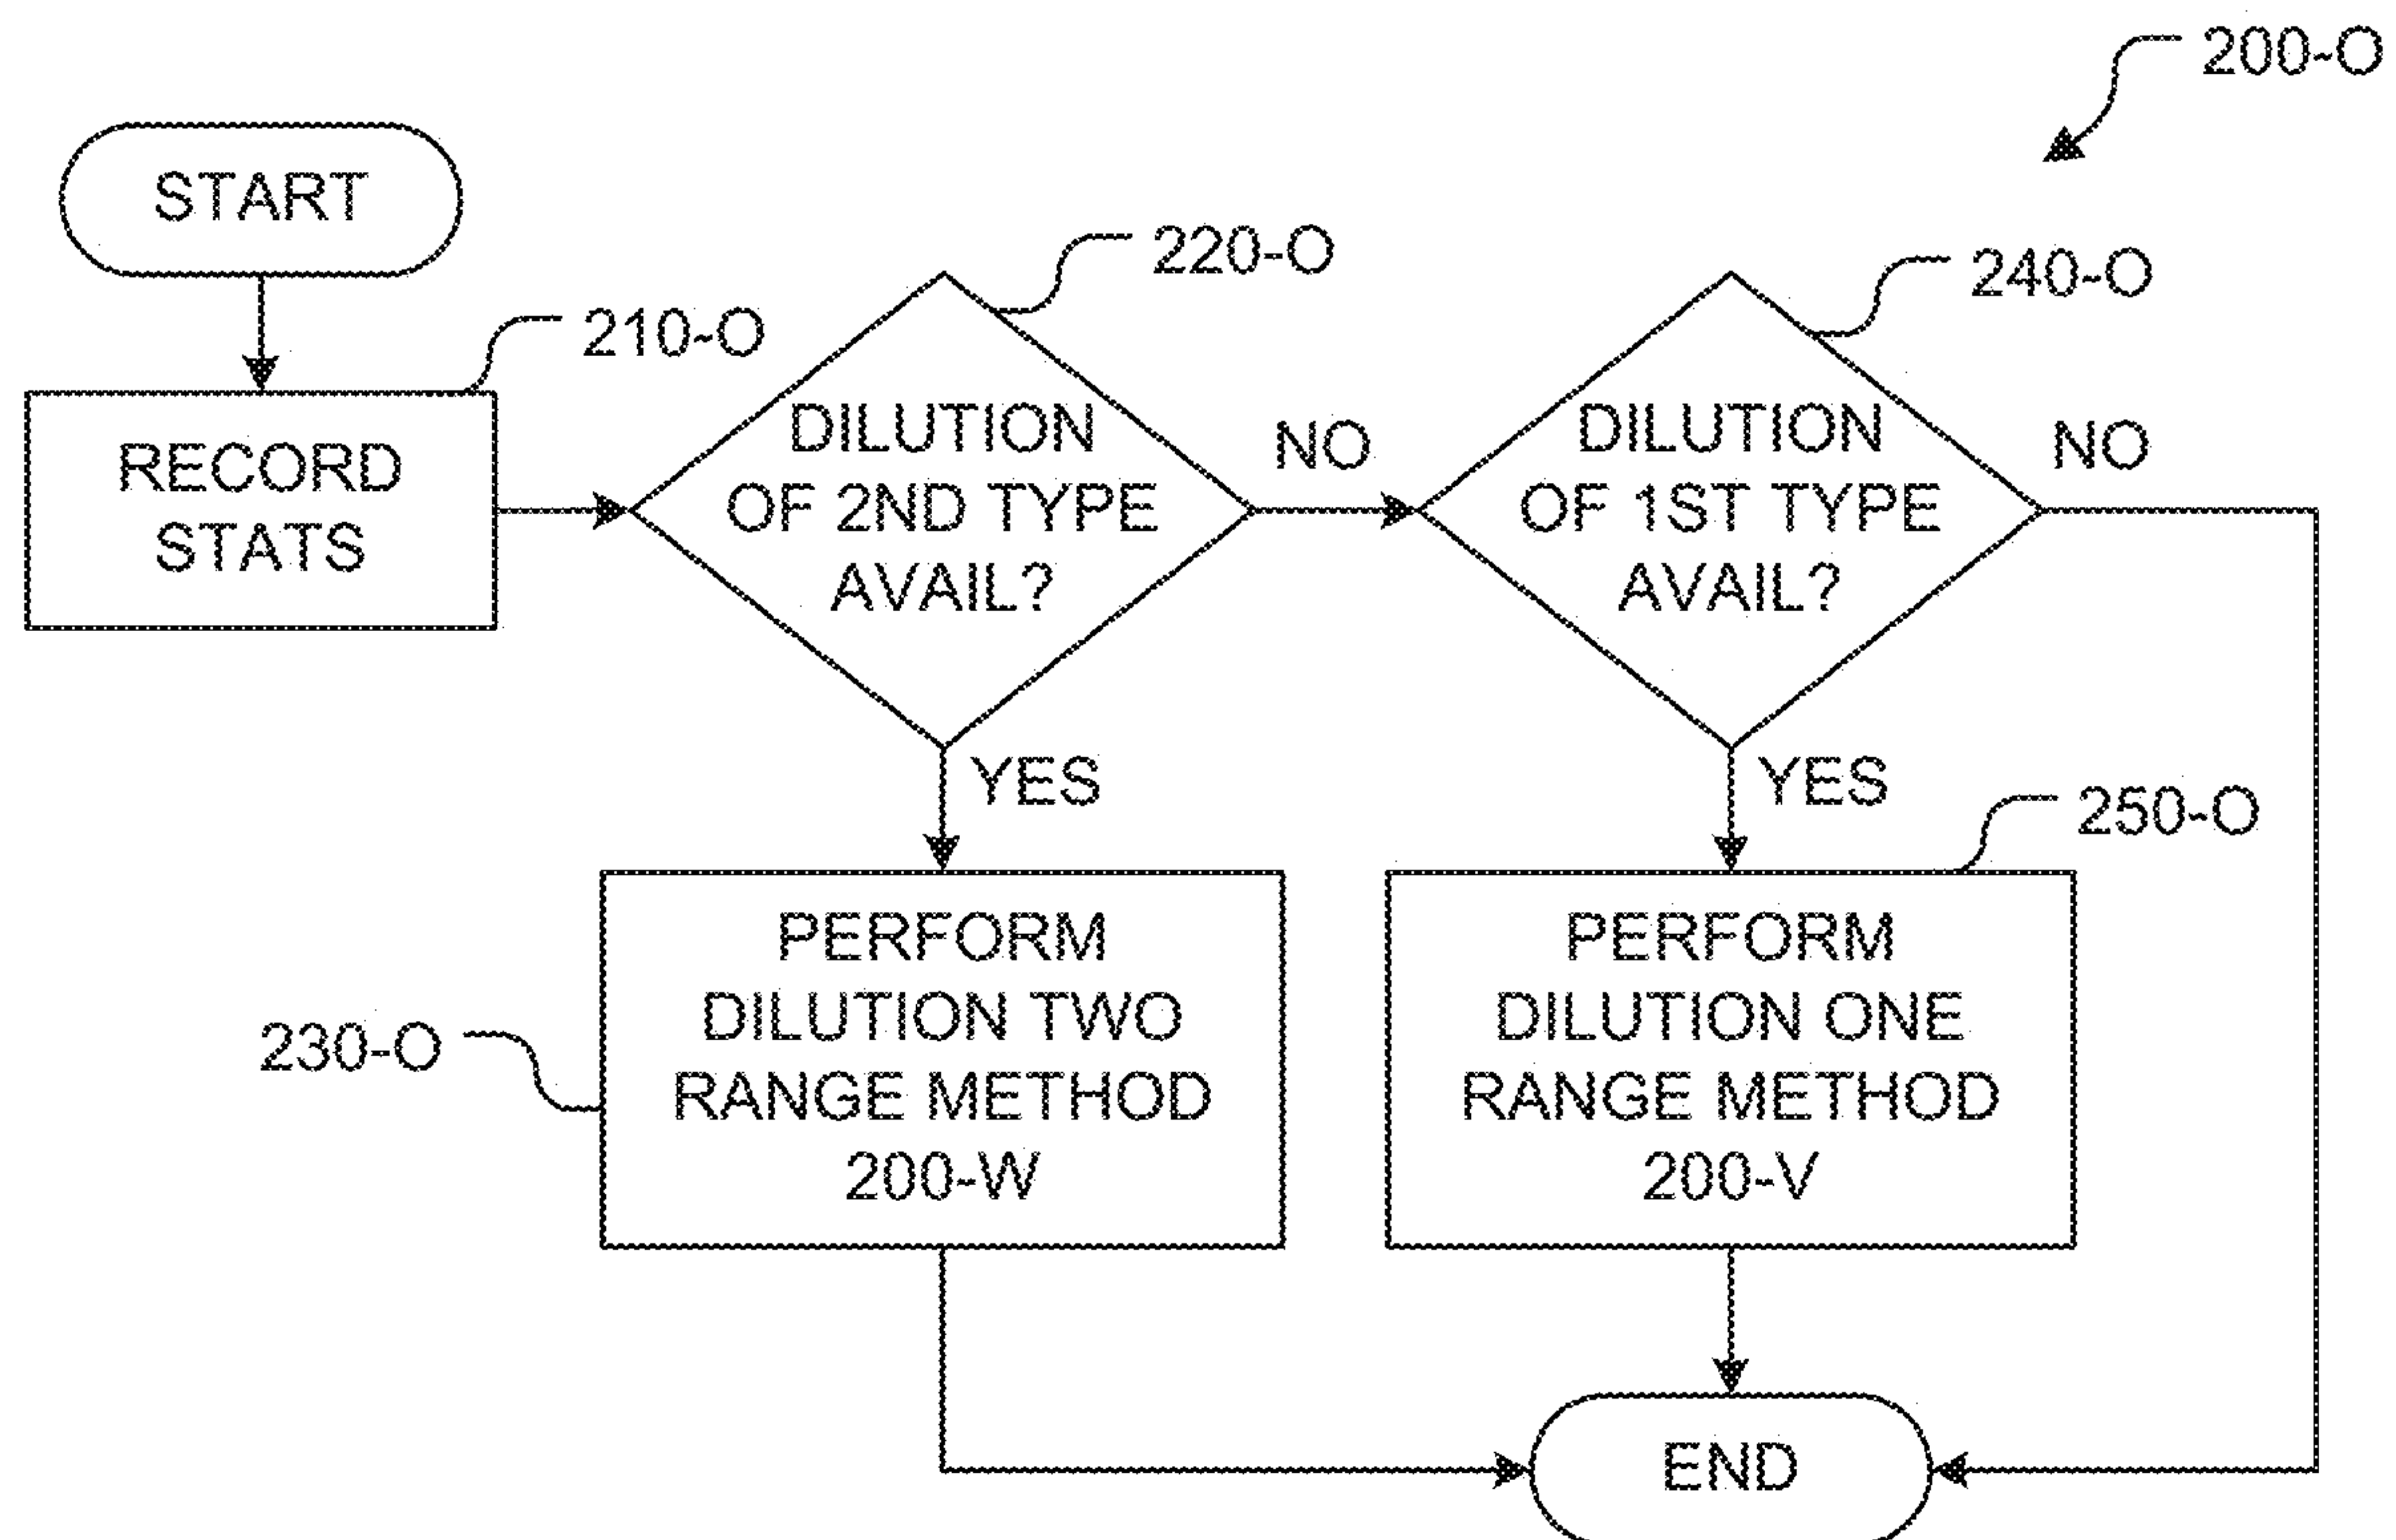 200-O
START
210-O
RECORD
STATS
220-O
DILUTION
OF 2ND TYPE
AVAIL?
NO
240-O
DILUTION
OF 1ST TYPE
AVAIL?
NO
YES
YES
230-O
PERFORM
DILUTION TWO
RANGE METHOD
200-W
250-O
PERFORM
DILUTION ONE
RANGE METHOD
200-V
END